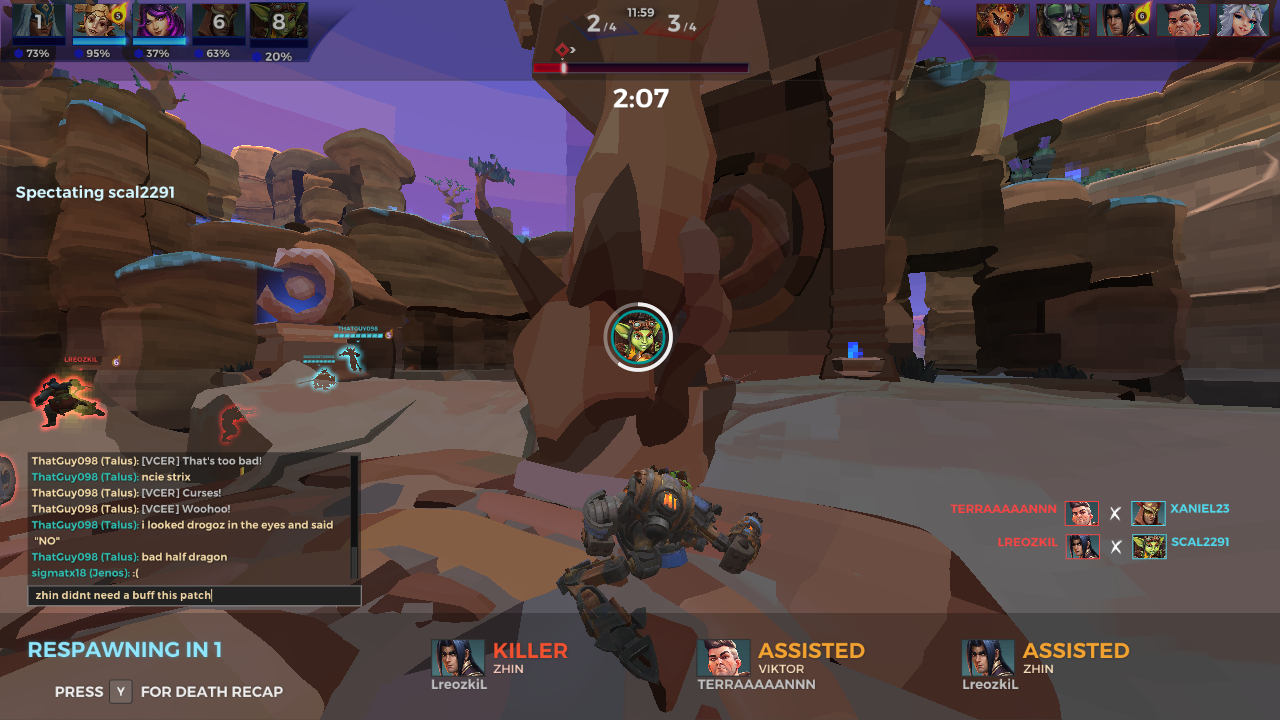 1
5
6
8
73%
95%
37%
63%
20%
2/4
11:59
3/4
6
2:07
Spectating scal2291
THATGUY098
5
LREOZKIL
6
ThatGuy098 (Talus): [VCER] That's too bad!
ThatGuy098 (Talus): ncie strix
ThatGuy098 (Talus): [VCER] Curses!
ThatGuy098 (Talus): [VCEE] Woohoo!
ThatGuy098 (Talus): i looked drogoz in the eyes and said
"NO"
ThatGuy098 (Talus): bad half dragon
sigmatx18 (Jenos): :(
zhin didnt need a buff this patch
TERRAAAAANNN X XANIEL23
LREOZKIL X SCAL2291
RESPAWNING IN 1
PRESS Y FOR DEATH RECAP
KILLER
ZHIN
LreozkiL
ASSISTED
VIKTOR
TERRAAAAANNN
ASSISTED
ZHIN
LreozkiL